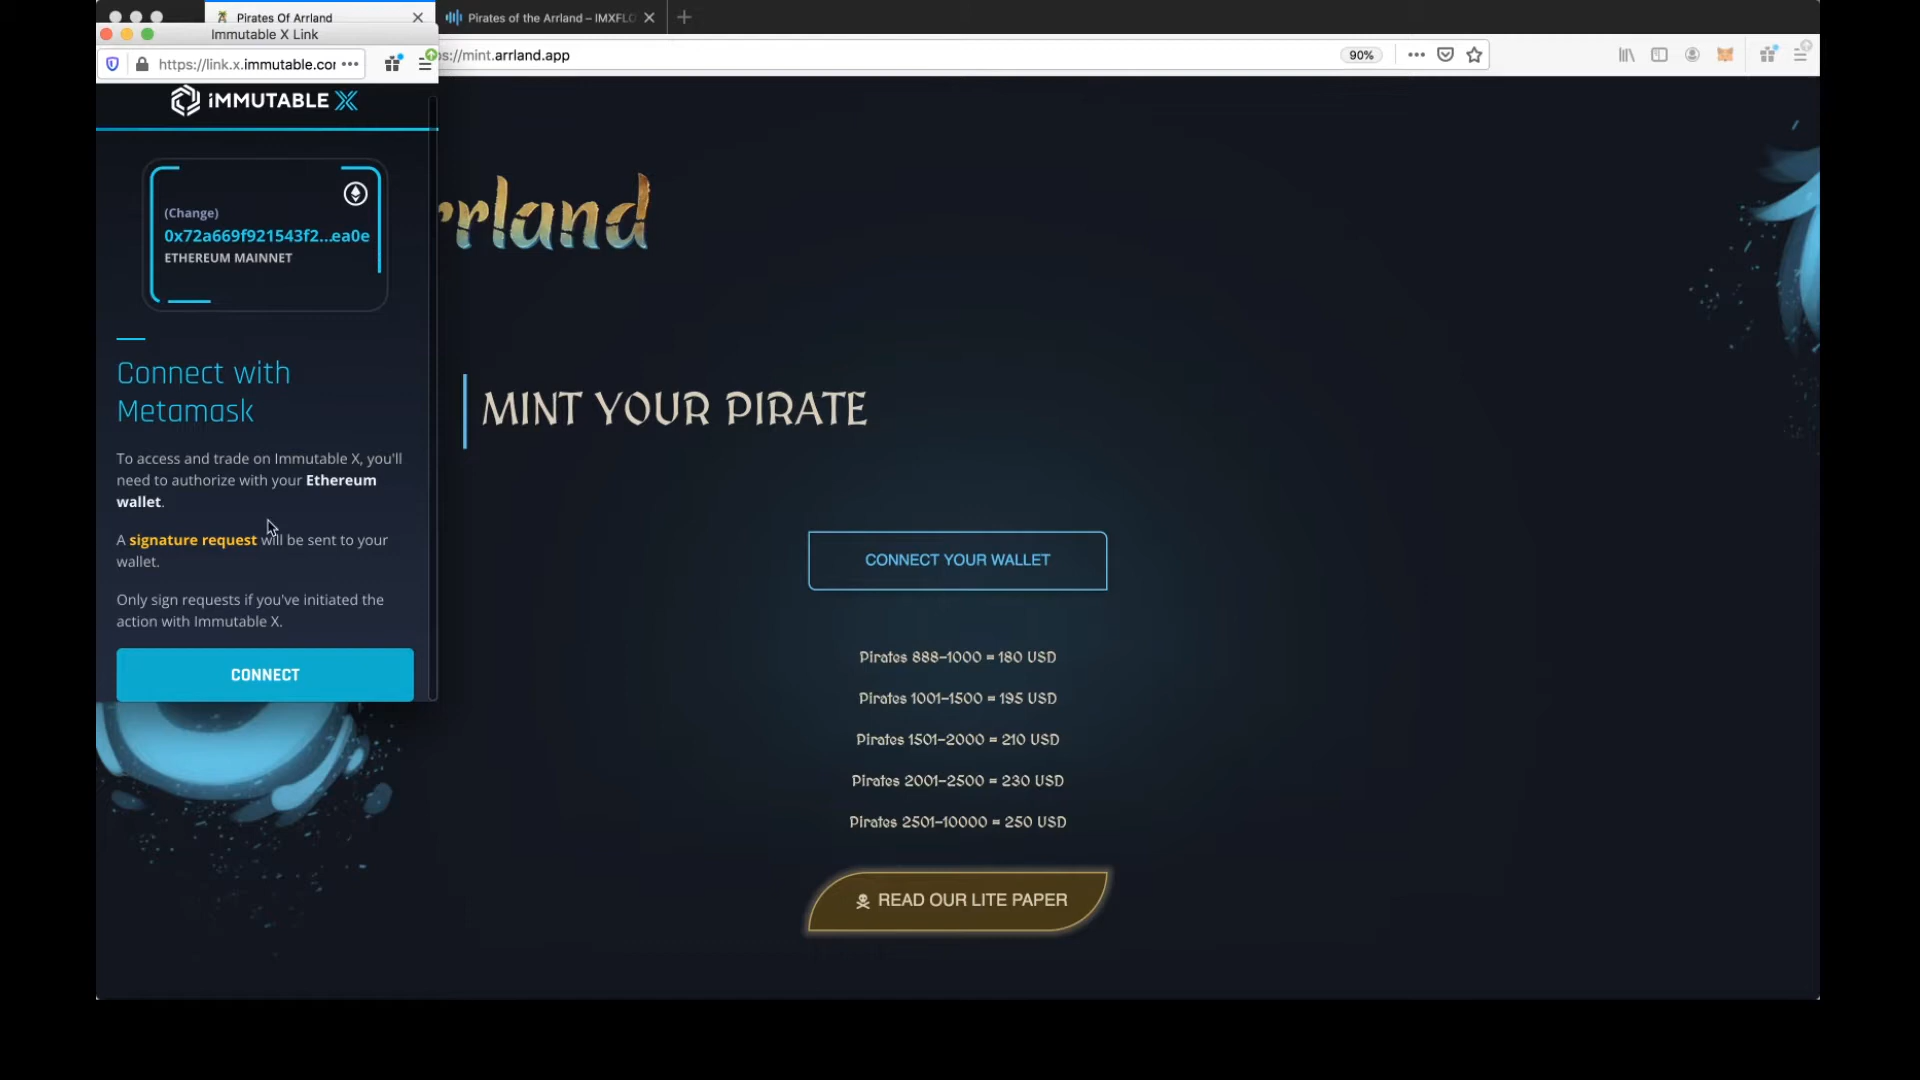 Pirates Of Arrland
Pirates of the Arrland – IMXFLO
Immutable X Link
https://link.x.immutable.cor
s://mint.arrland.app
90%
IMMUTABLE X
(Change)
0x72a669f921543f2...ea0e
ETHEREUM MAINNET
Connect with
Metamask
To access and trade on Immutable X, you'll
need to authorize with your Ethereum
wallet.
A signature request will be sent to your
wallet.
Only sign requests if you've initiated the
action with Immutable X.
CONNECT
rrland
MINT YOUR PIRATE
CONNECT YOUR WALLET
Pirates 888-1000 = 180 USD
Pirates 1001-1500 = 195 USD
Pirates 1501-2000 = 210 USD
Pirates 2001-2500 = 230 USD
Pirates 2501-10000 = 250 USD
READ OUR LITE PAPER